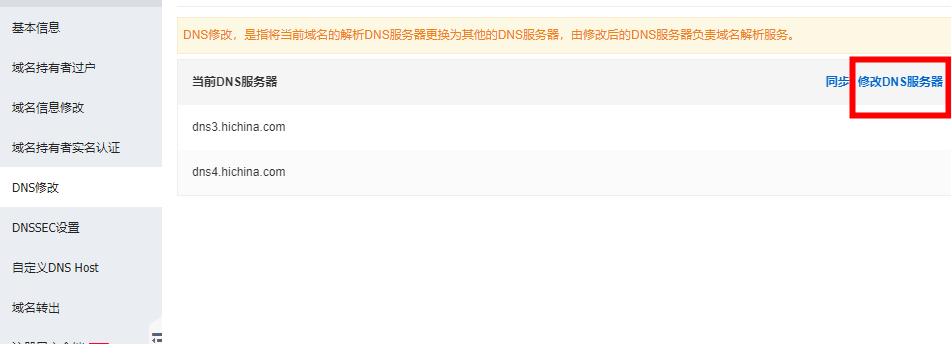 基本信息
域名持有者过户
域名信息修改
域名持有者实名认证
DNS修改
DNSSEC设置
自定义DNS Host
域名转出
DNS修改，是指将当前域名的解析DNS服务器更换为其他的DNS服务器，由修改后的DNS服务器负责域名解析服务。
当前DNS服务器 同步 修改DNS服务器
dns3.hichina.com
dns4.hichina.com